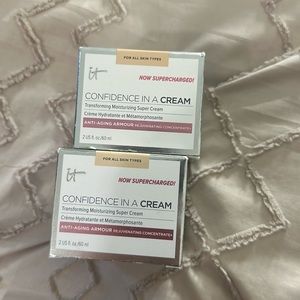 FOR ALL SKIN TYPES
it
NOW SUPERCHARGED!
CONFIDENCE IN A CREAM
Transforming Moisturizing Super Cream
Crème Hydratante et Métamorphosante
ANTI-AGING ARMOUR REJUVENATING CONCENTRATE+
2 US fl. oz./60 ml
FOR ALL SKIN TYPES
it
NOW SUPERCHARGED!
CONFIDENCE IN A CREAM
Transforming Moisturizing Super Cream
Crème Hydratante et Métamorphosante
ANTI-AGING ARMOUR REJUVENATING CONCENTRATE+
2 US fl. oz./60 ml